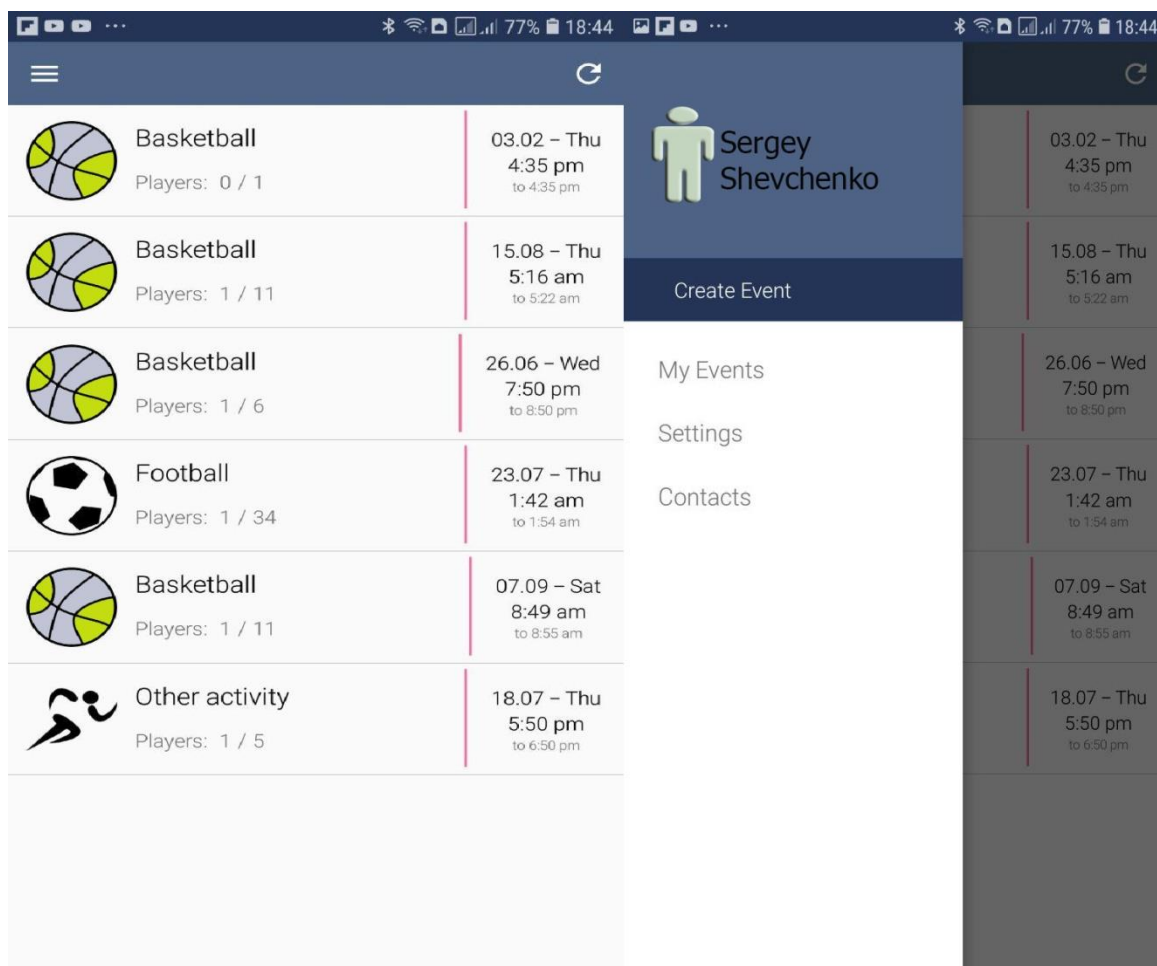 77% 18:44
Basketball
Players: 0 / 1
03.02 – Thu
4:35 pm
to 4:35 pm
Basketball
Players: 1 / 11
15.08 – Thu
5:16 am
to 5:22 am
Basketball
Players: 1 / 6
26.06 – Wed
7:50 pm
to 8:50 pm
Football
Players: 1 / 34
23.07 – Thu
1:42 am
to 1:54 am
Basketball
Players: 1 / 11
07.09 – Sat
8:49 am
to 8:55 am
Other activity
Players: 1 / 5
18.07 – Thu
5:50 pm
to 6:50 pm
77% 18:44
Sergey
Shevchenko
Create Event
My Events
Settings
Contacts
03.02 – Thu
4:35 pm
to 4:35 pm
15.08 – Thu
5:16 am
to 5:22 am
26.06 – Wed
7:50 pm
to 8:50 pm
23.07 – Thu
1:42 am
to 1:54 am
07.09 – Sat
8:49 am
to 8:55 am
18.07 – Thu
5:50 pm
to 6:50 pm